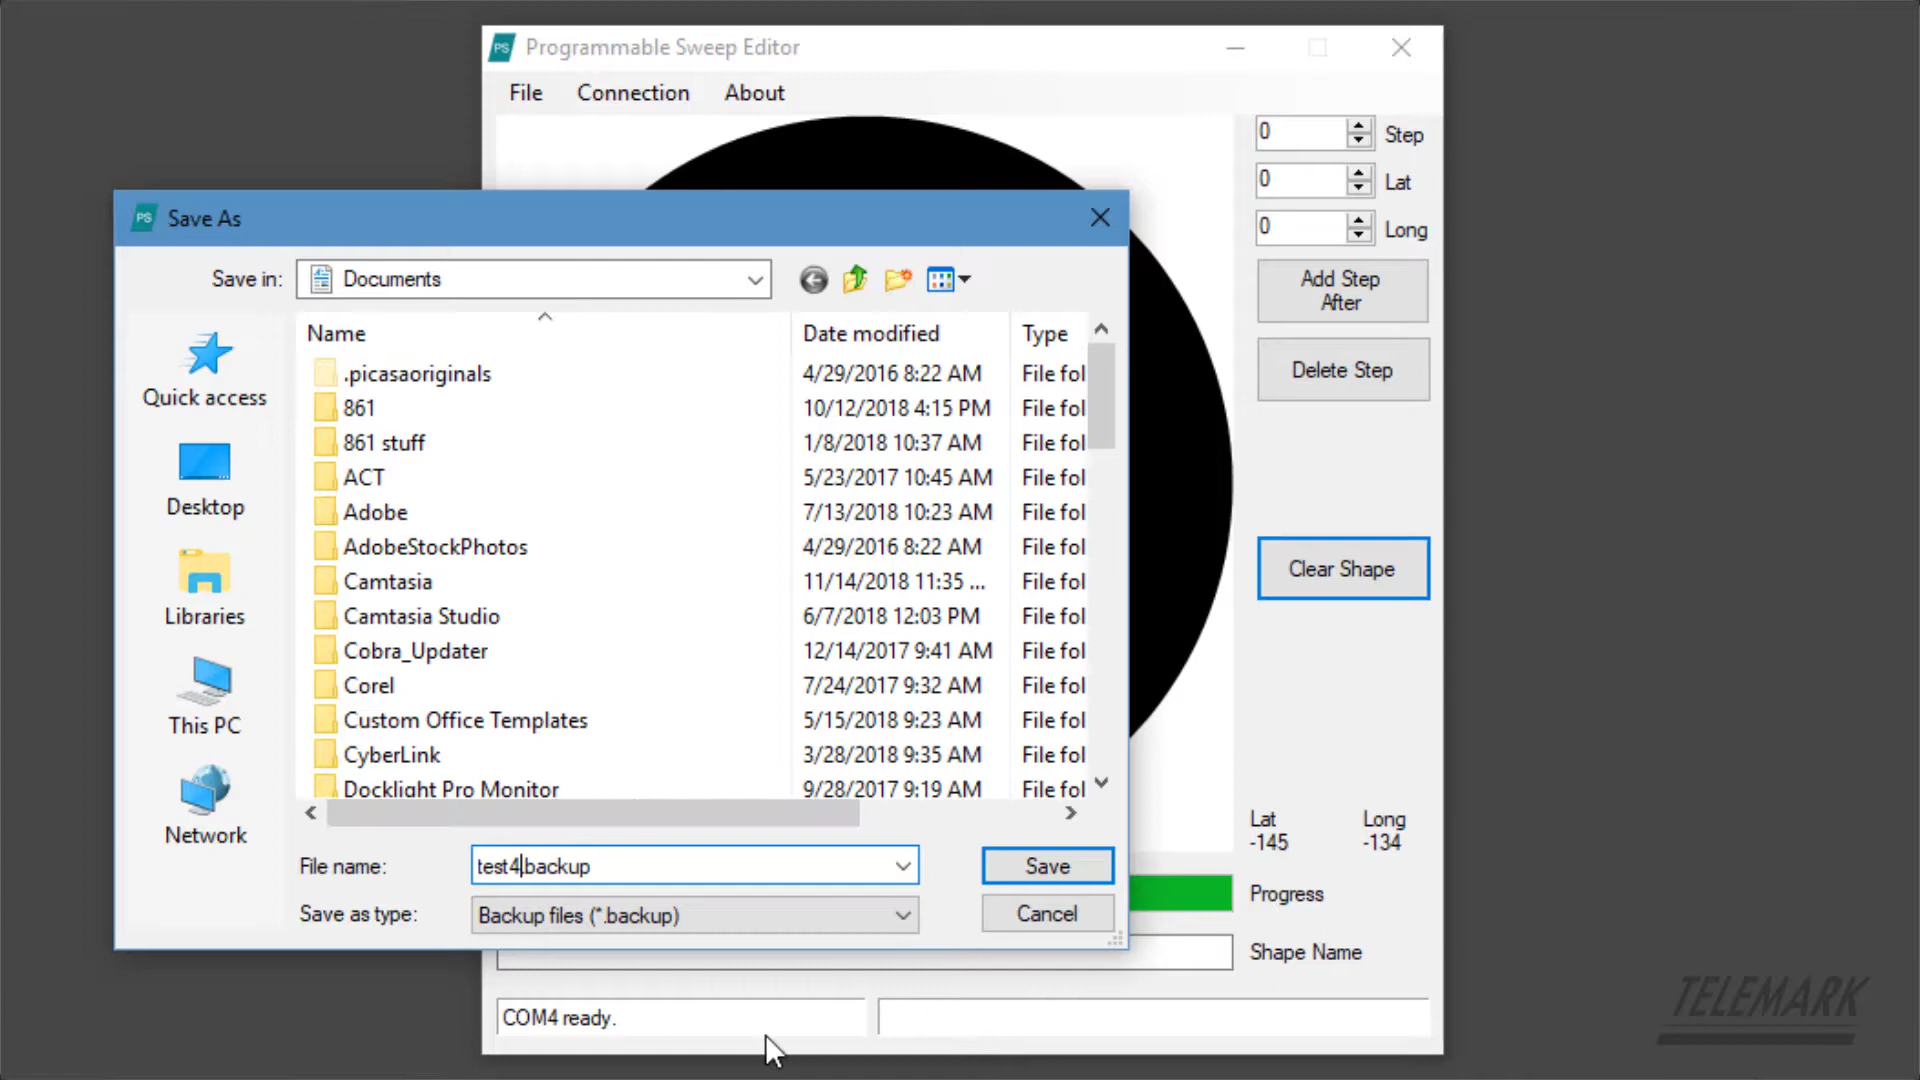 PS Programmable Sweep Editor
File Connection About
0 Step
0 Lat
0 Long
Add Step
After
Delete Step
Clear Shape
Lat Long
-145 -134
Progress
Shape Name
COM4 ready.
PS Save As
Save in: Documents
Name Date modified Type
.picasaoriginals 4/29/2016 8:22 AM File fol
861 10/12/2018 4:15 PM File fol
861 stuff 1/8/2018 10:37 AM File fol
ACT 5/23/2017 10:45 AM File fol
Adobe 7/13/2018 10:23 AM File fol
AdobeStockPhotos 4/29/2016 8:22 AM File fol
Camtasia 11/14/2018 11:35 ... File fol
Camtasia Studio 6/7/2018 12:03 PM File fol
Cobra_Updater 12/14/2017 9:41 AM File fol
Corel 7/24/2017 9:32 AM File fol
Custom Office Templates 5/15/2018 9:23 AM File fol
CyberLink 3/28/2018 9:35 AM File fol
Docklight Pro Monitor 9/28/2017 9:19 AM File fol
Quick access
Desktop
Libraries
This PC
Network
File name: test4.backup Save
Save as type: Backup files (*.backup) Cancel
TELEMARK